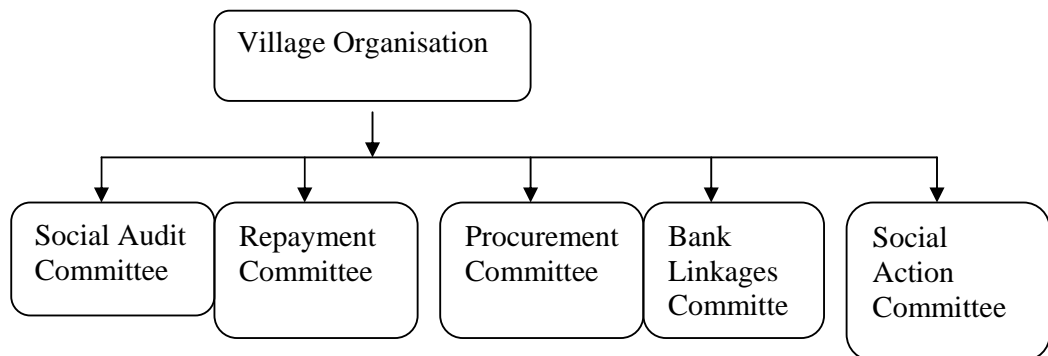 Village Organisation
Social Audit
Committee
Repayment
Committee
Procurement
Committee
Bank
Linkages
Committe
Social
Action
Committee